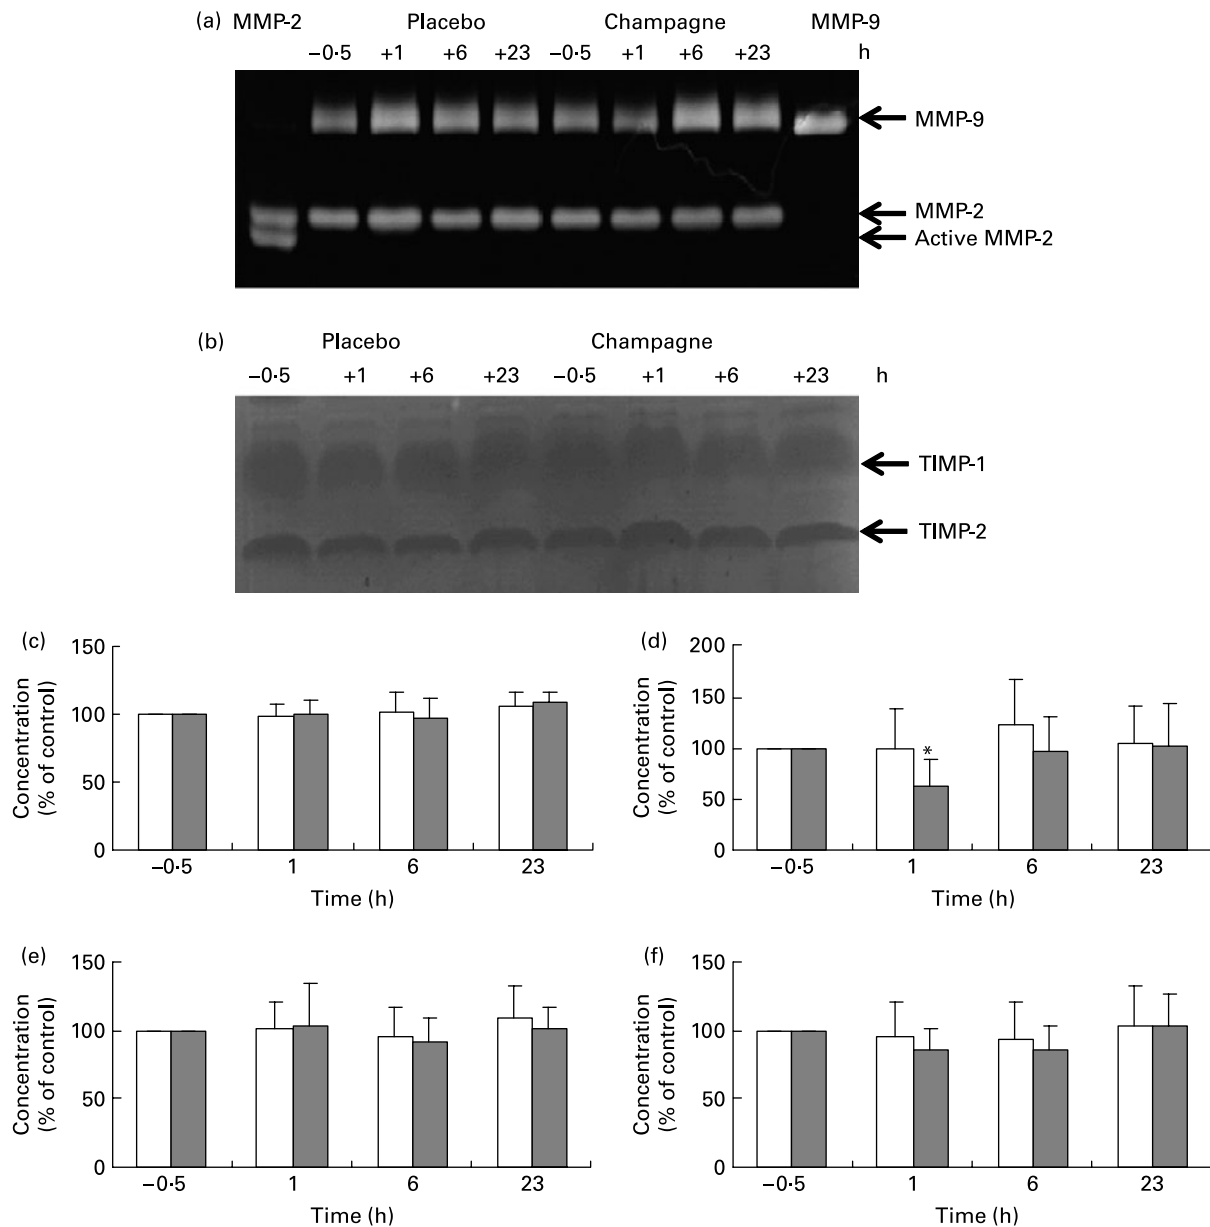 (a) MMP-2 Placebo Champagne MMP-9
−0·5 +1 +6 +23 −0·5 +1 +6 +23 h
MMP-9
MMP-2
Active MMP-2
(b) Placebo Champagne
−0·5 +1 +6 +23 −0·5 +1 +6 +23 h
TIMP-1
TIMP-2
(c)
Concentration
(% of control)
150
100
50
0
−0·5 1 6 23
Time (h)
(d)
Concentration
(% of control)
200
150
100
50
0
*
−0·5 1 6 23
Time (h)
(e)
Concentration
(% of control)
150
100
50
0
−0·5 1 6 23
Time (h)
(f)
Concentration
(% of control)
150
100
50
0
−0·5 1 6 23
Time (h)